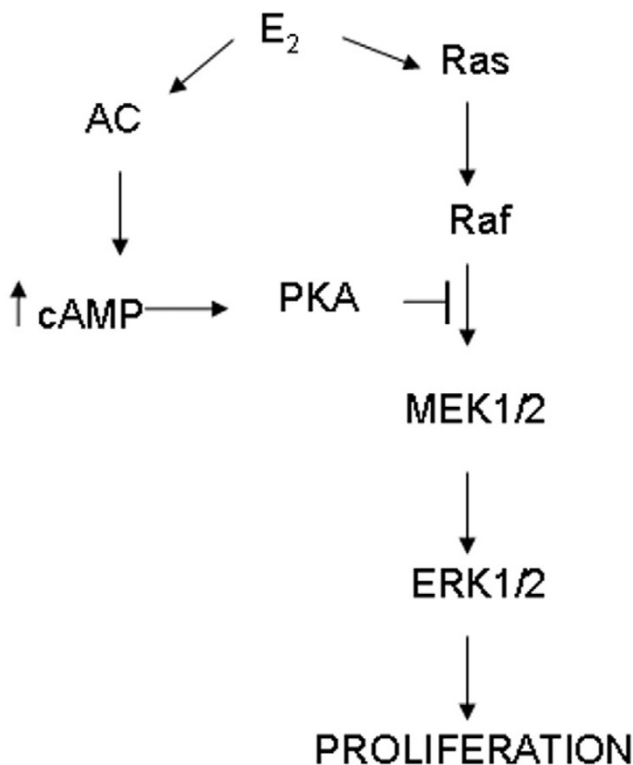 E₂
Ras
AC
Raf
cAMP
PKA
MEK1/2
ERK1/2
PROLIFERATION